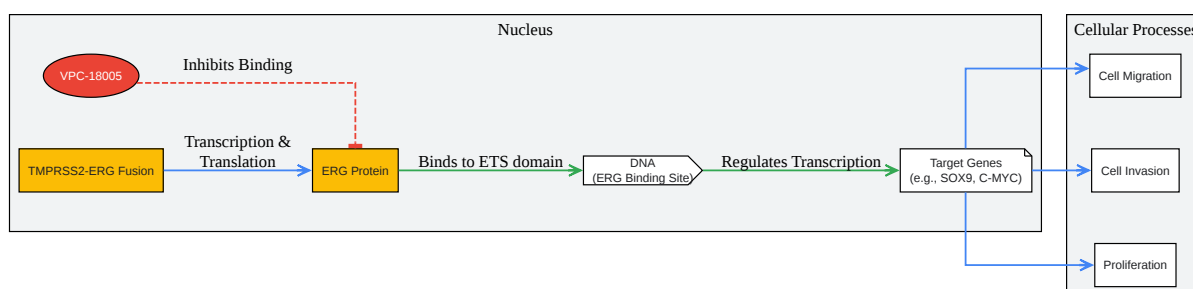 Nucleus
Cellular Processes
VPC-18005
Inhibits Binding
Cell Migration
TMPRSS2-ERG Fusion
Transcription &
Translation
ERG Protein
Binds to ETS domain
DNA
(ERG Binding Site)
Regulates Transcription
Target Genes
(e.g., SOX9, C-MYC)
Cell Invasion
Proliferation